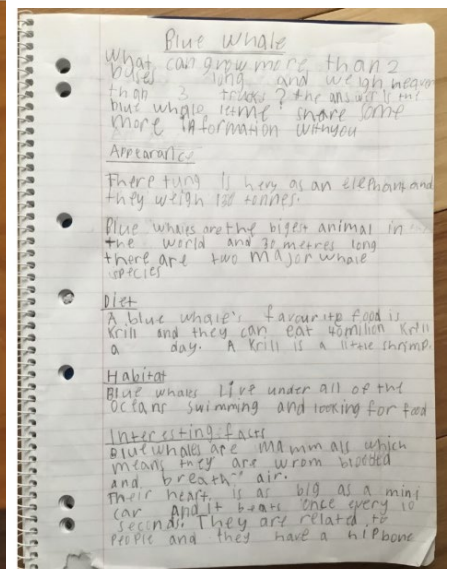 Blue Whale
What can grow more than 2
buses long and weigh
than 3 trucks? the answer is the
blue whale let me share some
more information with you
Appearance
There tung is hevy as an elephant and
they weigh 130 tonnes.
Blue whales are the bigest animal in
the world and 30 metres long
there are two major whale
species
Diet
A blue whale's favourite food is
Krill and they can eat 40 million Krill
a day. A Krill is a little shrimp.
Habitat
Blue whales live under all of the
Oceans swimming and looking for food
Interesting facts
Blue whales are mammals which
means they are wrom blooded
and breath air.
Their heart is as big as a mini
car and it beats once every 10
seconds. They are related to
People and they have a hipbone